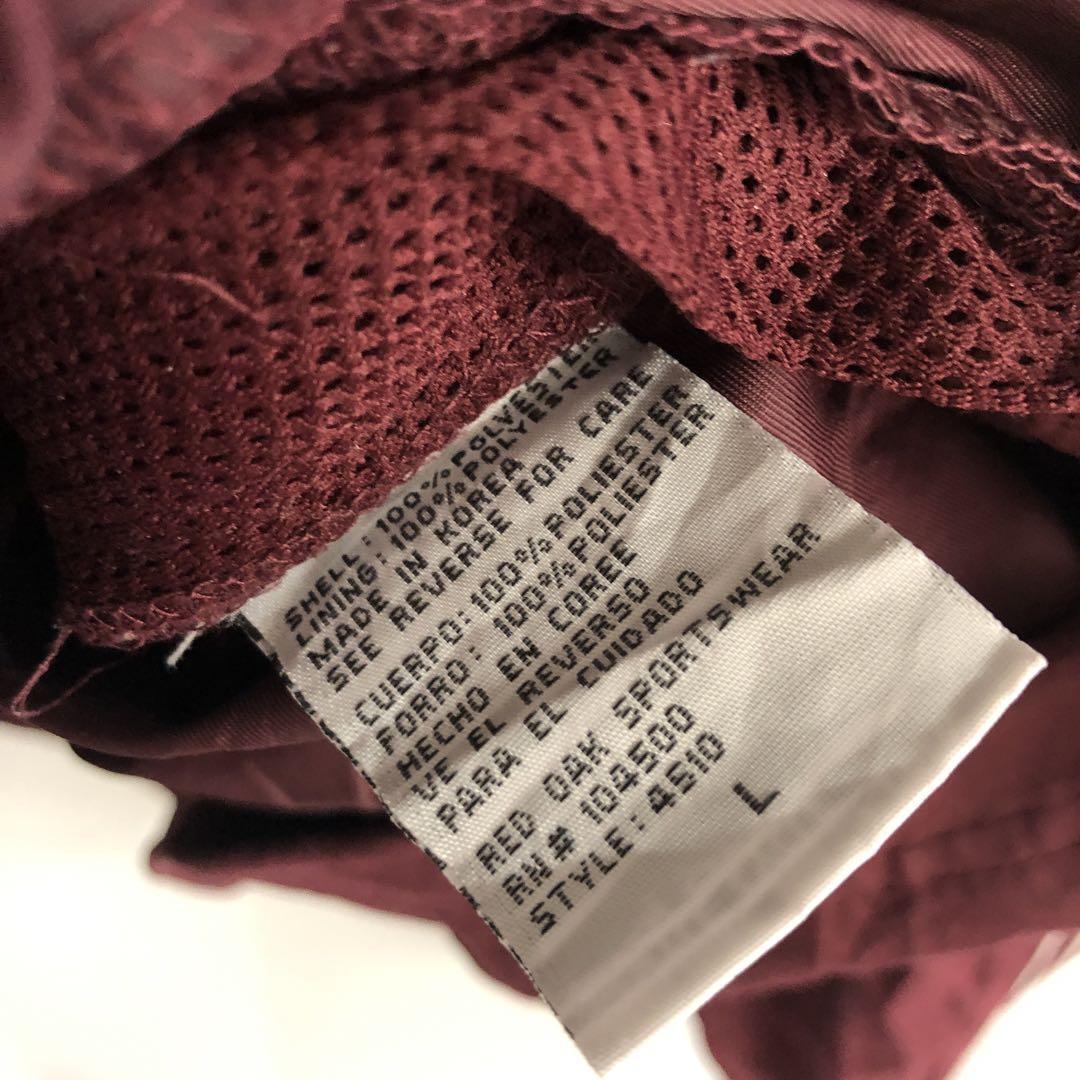 SHELL: 100% POLYESTER
LINING: 100% POLYESTER
MADE IN KOREA
SEE REVERSE FOR CARE
CUERPO: 100% POLIESTER
FORRO: 100% POLIESTER
HECHO EN COREE
VE EL REVERSO
PARA EL CUIDADO
RED OAK SPORTSWEAR
RN# 104500
STYLE: 4610
L